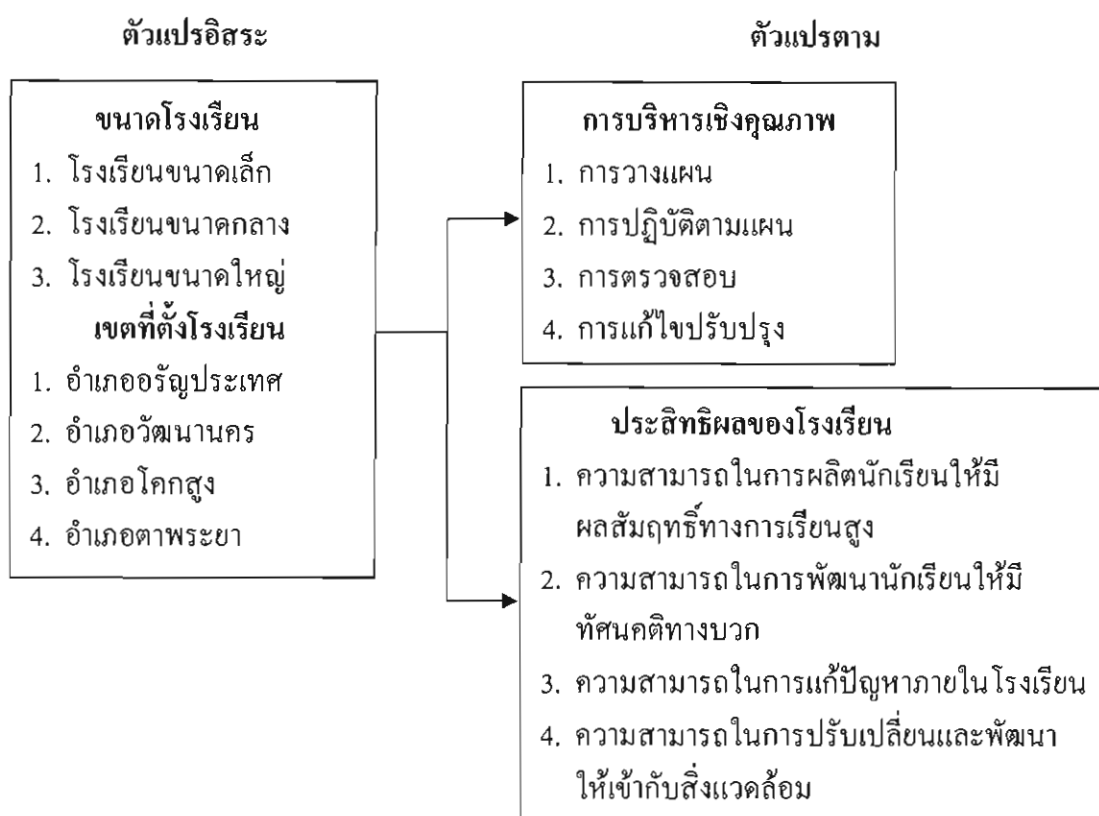 ตัวแปรอิสระ
ตัวแปรตาม
ขนาดโรงเรียน
1. โรงเรียนขนาดเล็ก
2. โรงเรียนขนาดกลาง
3. โรงเรียนขนาดใหญ่
เขตที่ตั้งโรงเรียน
1. อำเภออรัญประเทศ
2. อำเภอวัฒนานคร
3. อำเภอโคกสูง
4. อำเภอตาพระยา
การบริหารเชิงคุณภาพ
1. การวางแผน
2. การปฏิบัติตามแผน
3. การตรวจสอบ
4. การแก้ไขปรับปรุง
ประสิทธิผลของโรงเรียน
1. ความสามารถในการผลิตนักเรียนให้มี
ผลสัมฤทธิ์ทางการเรียนสูง
2. ความสามารถในการพัฒนานักเรียนให้มี
ทัศนคติทางบวก
3. ความสามารถในการแก้ปัญหาภายในโรงเรียน
4. ความสามารถในการปรับเปลี่ยนและพัฒนา
ให้เข้ากับสิ่งแวดล้อม